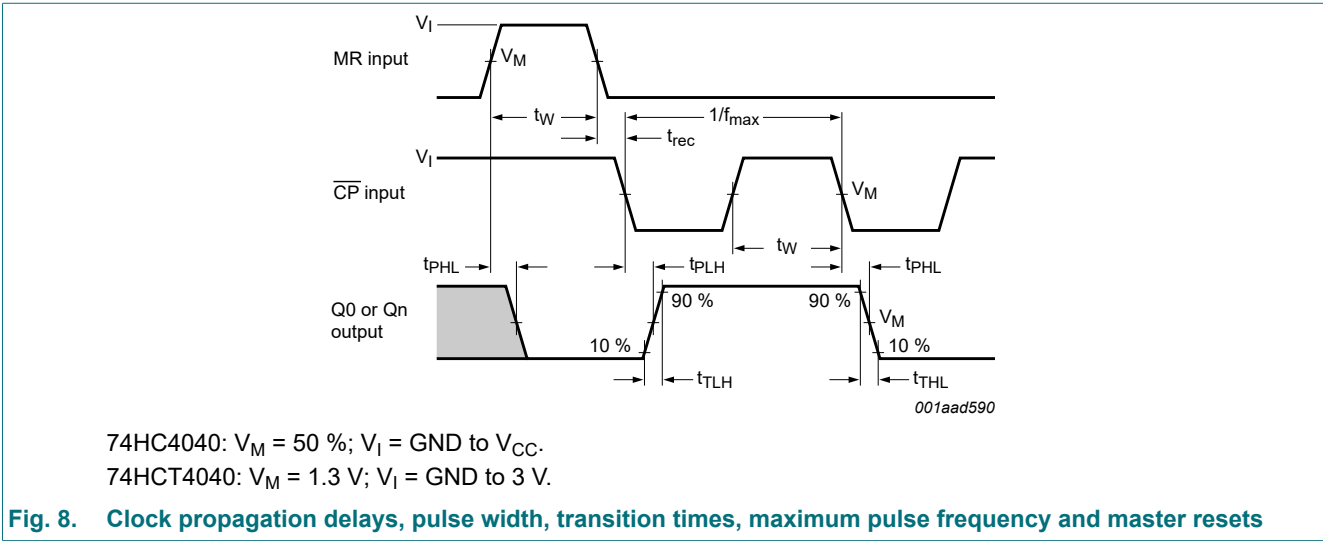 V_I
MR input
V_M
t_W
1/f_max
t_rec
V_I
C̅P̅ input
V_M
t_W
t_PHL
t_PLH
t_PHL
90 %
90 %
Q0 or Qn
output
V_M
10 %
10 %
t_TLH
t_THL
001aad590
74HC4040: V_M = 50 %; V_I = GND to V_CC.
74HCT4040: V_M = 1.3 V; V_I = GND to 3 V.
Fig. 8. Clock propagation delays, pulse width, transition times, maximum pulse frequency and master resets